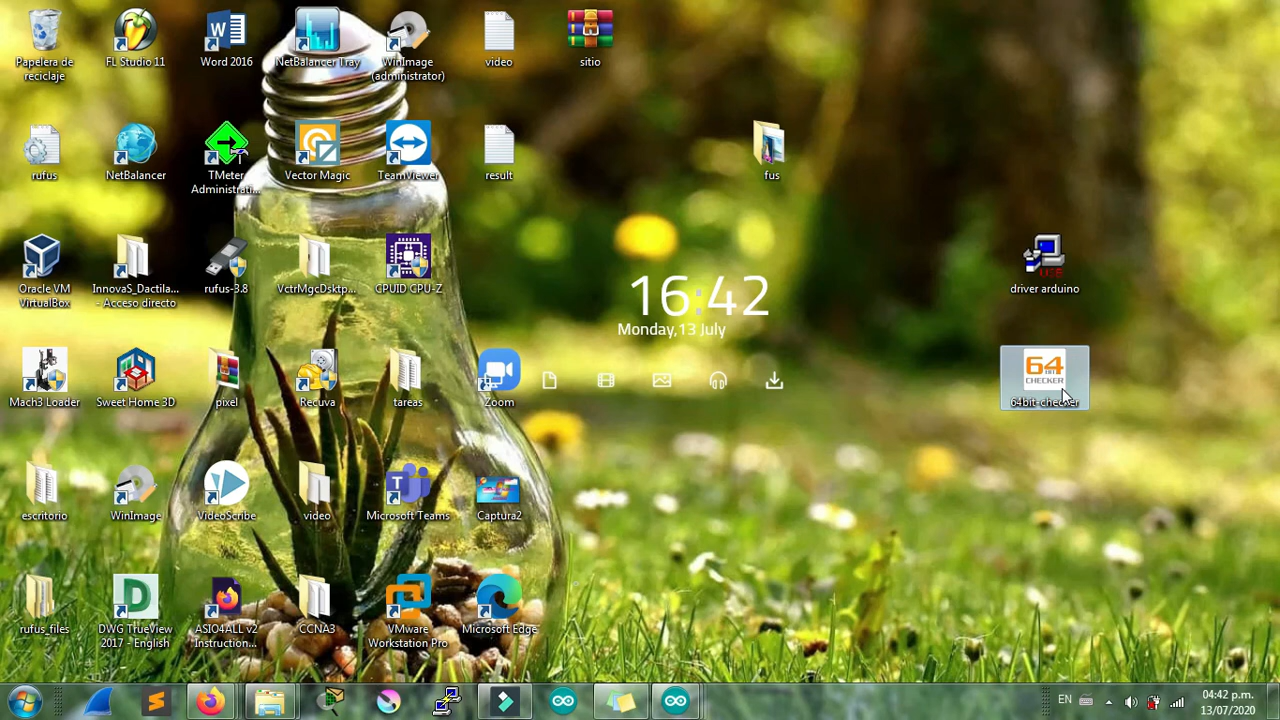 Papelera de
reciclaje
FL Studio 11
Word 2016
NetBalancer Tray
WinImage
(administrator)
video
sitio
rufus
NetBalancer
TMeter
Administrati...
Vector Magic
TeamViewer
result
fus
Oracle VM
VirtualBox
InnovaS_Dactila...
- Acceso directo
rufus-3.8
VctrMgcDsktp...
CPUID CPU-Z
16:42
Monday,13 July
USB
driver arduino
Mach3 Loader
Sweet Home 3D
pixel
Recuva
tareas
Zoom
64
BIT
CHECKER
64bit-checker
escritorio
WinImage
VideoScribe
video
Microsoft Teams
Captura2
rufus_files
DWG TrueView
2017 - English
ASIO4ALL v2
Instruction...
CCNA3
VMware
Workstation Pro
Microsoft Edge
EN
04:42 p.m.
13/07/2020